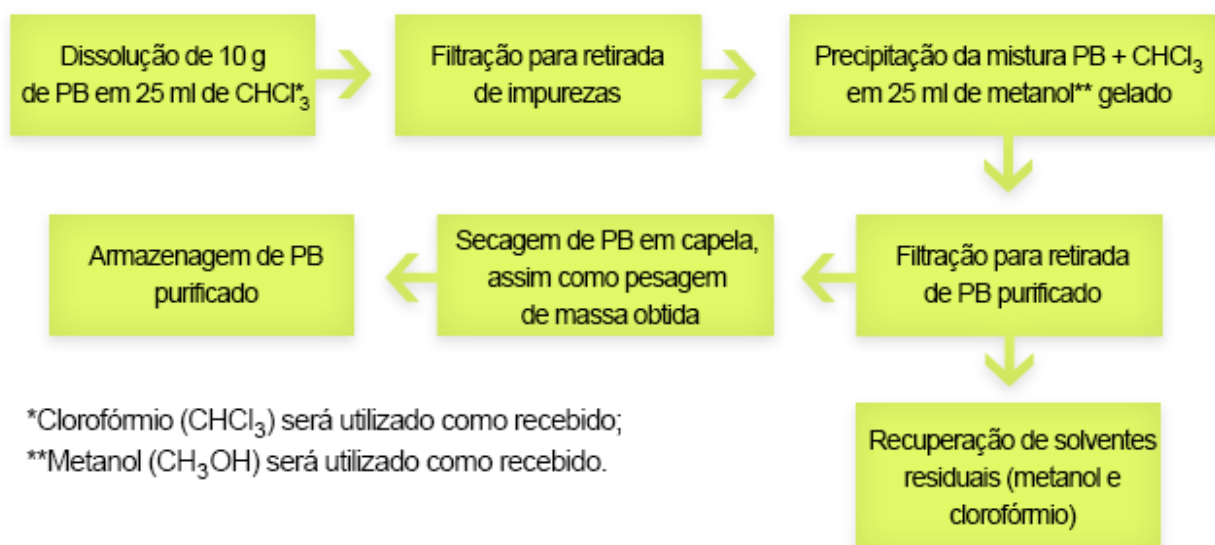 Dissolução de 10 g
de PB em 25 ml de CHCl*3
Filtração para retirada
de impurezas
Precipitação da mistura PB + CHCl3
em 25 ml de metanol** gelado
Filtração para retirada
de PB purificado
Secagem de PB em capela,
assim como pesagem
de massa obtida
Armazenagem de PB
purificado
Recuperação de solventes
residuais (metanol e
clorofórmio)
*Clorofórmio (CHCl3) será utilizado como recebido;
**Metanol (CH3OH) será utilizado como recebido.